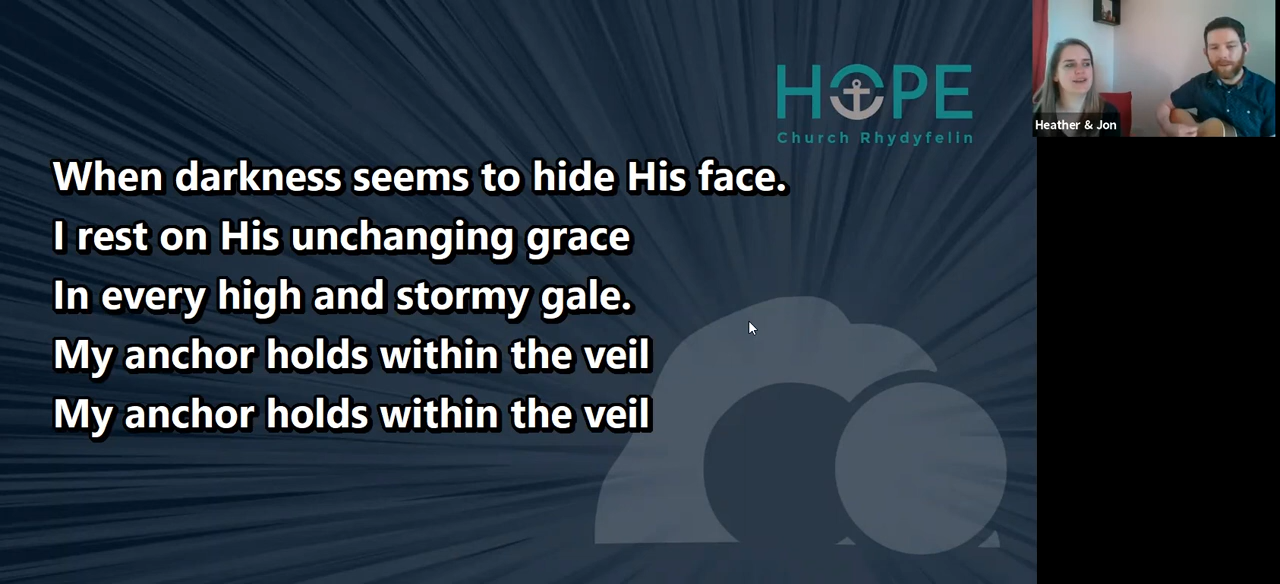 HOPE
Church Rhydyfelin
Heather & Jon
When darkness seems to hide His face.
I rest on His unchanging grace
In every high and stormy gale.
My anchor holds within the veil
My anchor holds within the veil